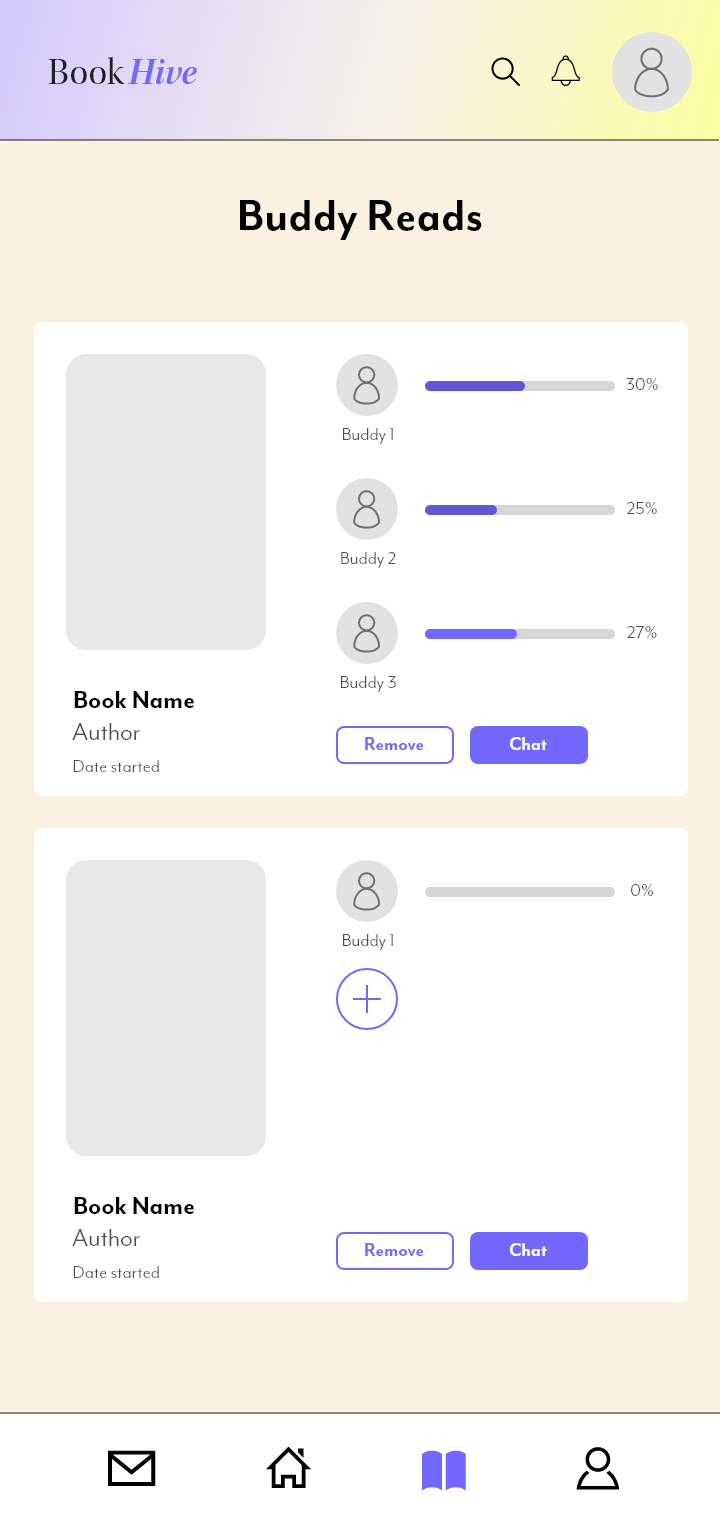 Book Hive
Buddy Reads
30%
Buddy 1
25%
Buddy 2
27%
Buddy 3
Book Name
Author
Date started
Remove
Chat
0%
Buddy 1
Book Name
Author
Date started
Remove
Chat